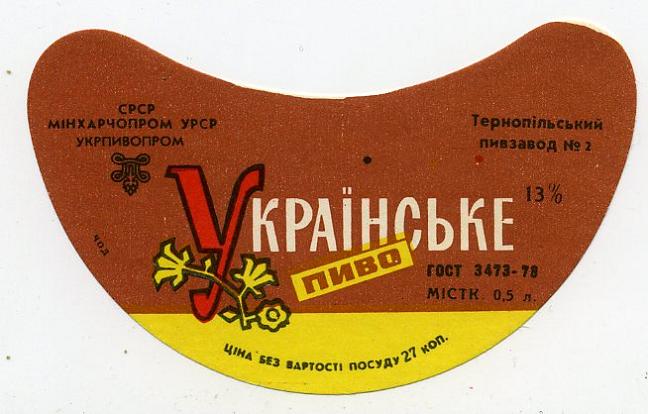 СРСР
МІНХАРЧОПРОМ УРСР
УКРПИВОПРОМ
Тернопільський
пивзавод № 2
13%
УКРАЇНСЬКЕ
ПИВО
ГОСТ 3473-78
МІСТК. 0,5 л.
ЦІНА БЕЗ ВАРТОСТІ ПОСУДУ 27 КОП.